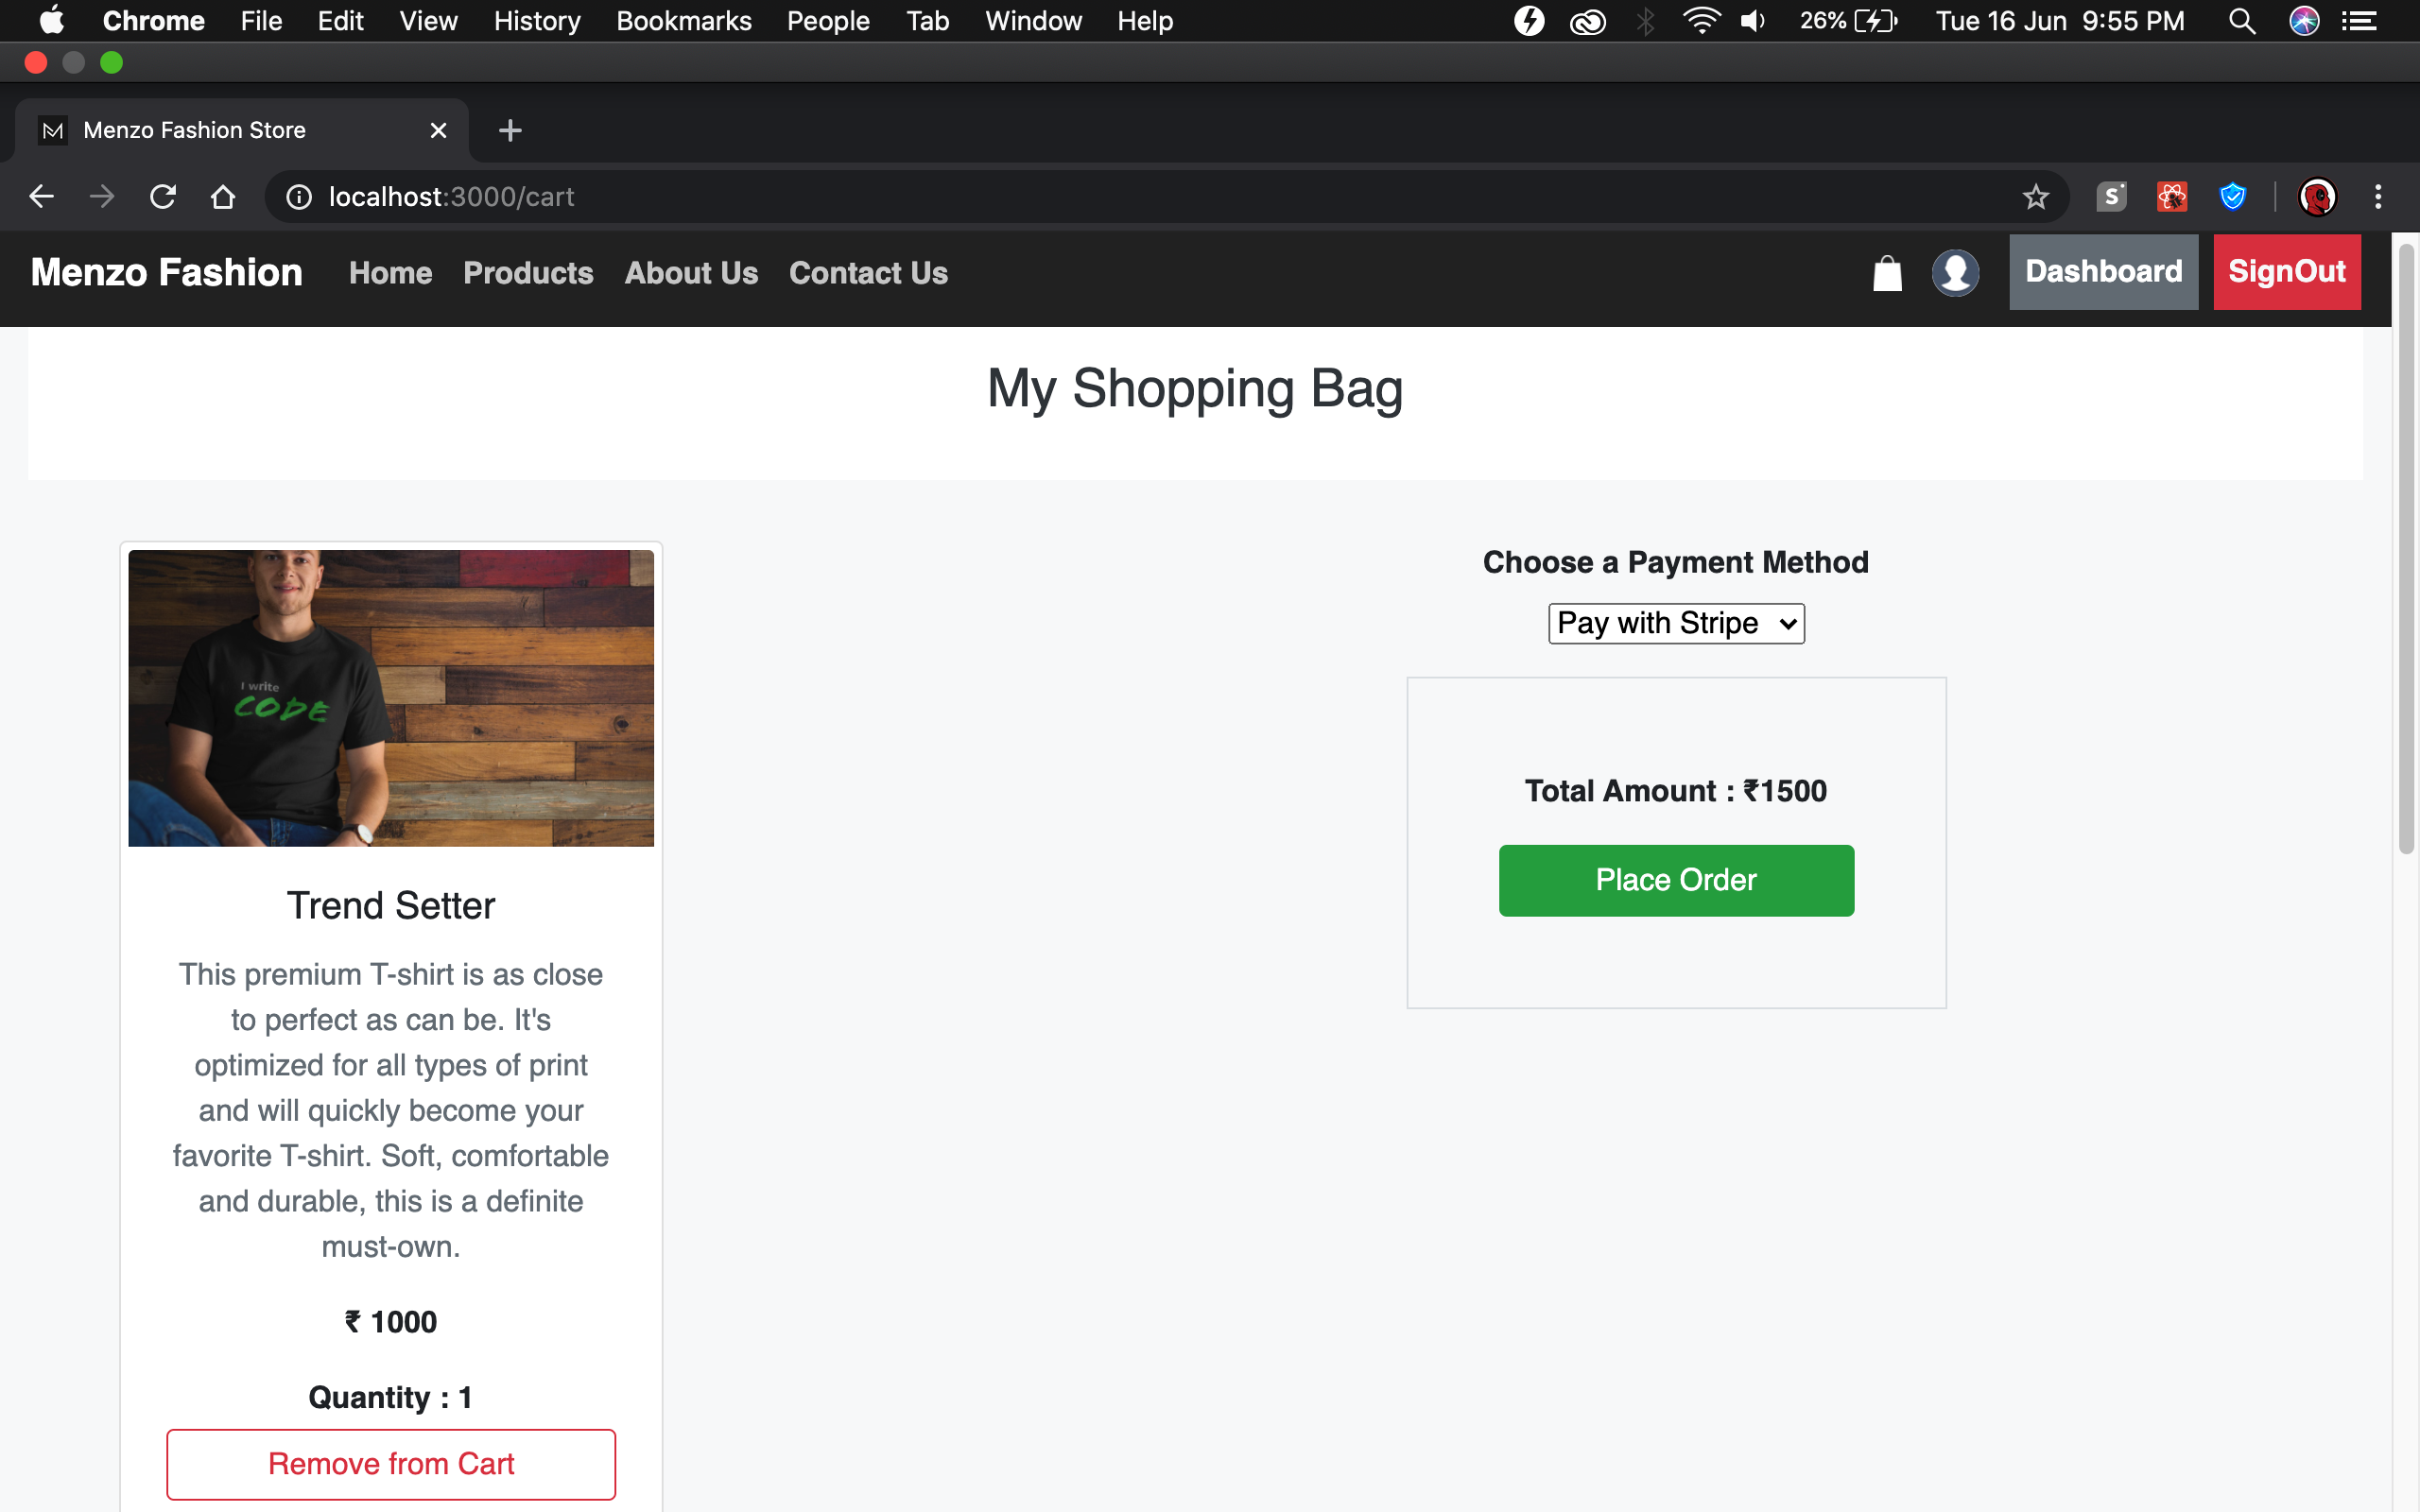 Chrome File Edit View History Bookmarks People Tab Window Help 26% Tue 16 Jun 9:55 PM
Menzo Fashion Store
localhost:3000/cart
S
Menzo Fashion Home Products About Us Contact Us Dashboard SignOut
My Shopping Bag
I write
CODE
Trend Setter
This premium T-shirt is as close
to perfect as can be. It's
optimized for all types of print
and will quickly become your
favorite T-shirt. Soft, comfortable
and durable, this is a definite
must-own.
₹ 1000
Quantity : 1
Remove from Cart
Choose a Payment Method
Pay with Stripe
Total Amount : ₹1500
Place Order